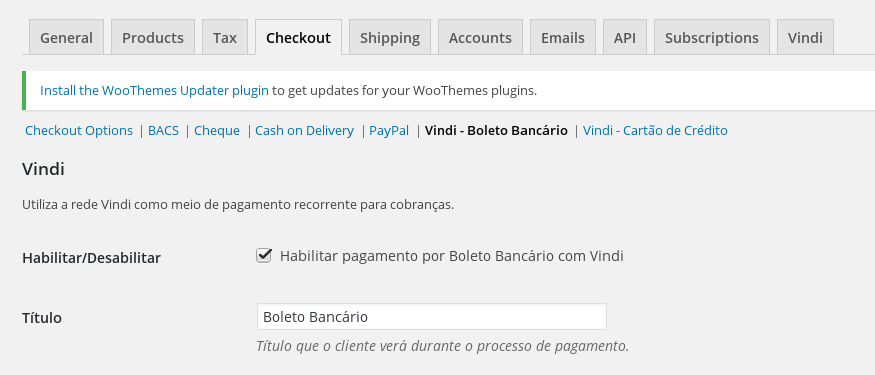 General Products Tax Checkout Shipping Accounts Emails API Subscriptions Vindi
Install the WooThemes Updater plugin to get updates for your WooThemes plugins.
Checkout Options | BACS | Cheque | Cash on Delivery | PayPal | Vindi - Boleto Bancário | Vindi - Cartão de Crédito
Vindi
Utiliza a rede Vindi como meio de pagamento recorrente para cobranças.
Habilitar/Desabilitar Habilitar pagamento por Boleto Bancário com Vindi
Título Boleto Bancário
Título que o cliente verá durante o processo de pagamento.